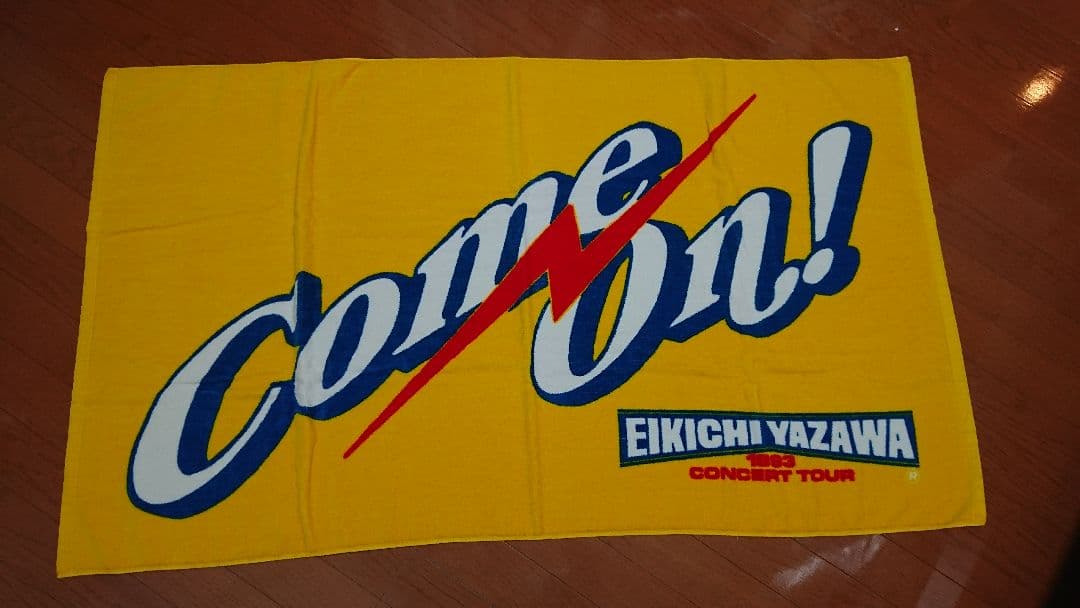 Come
On!
EIKICHI YAZAWA
1993
CONCERT TOUR
®